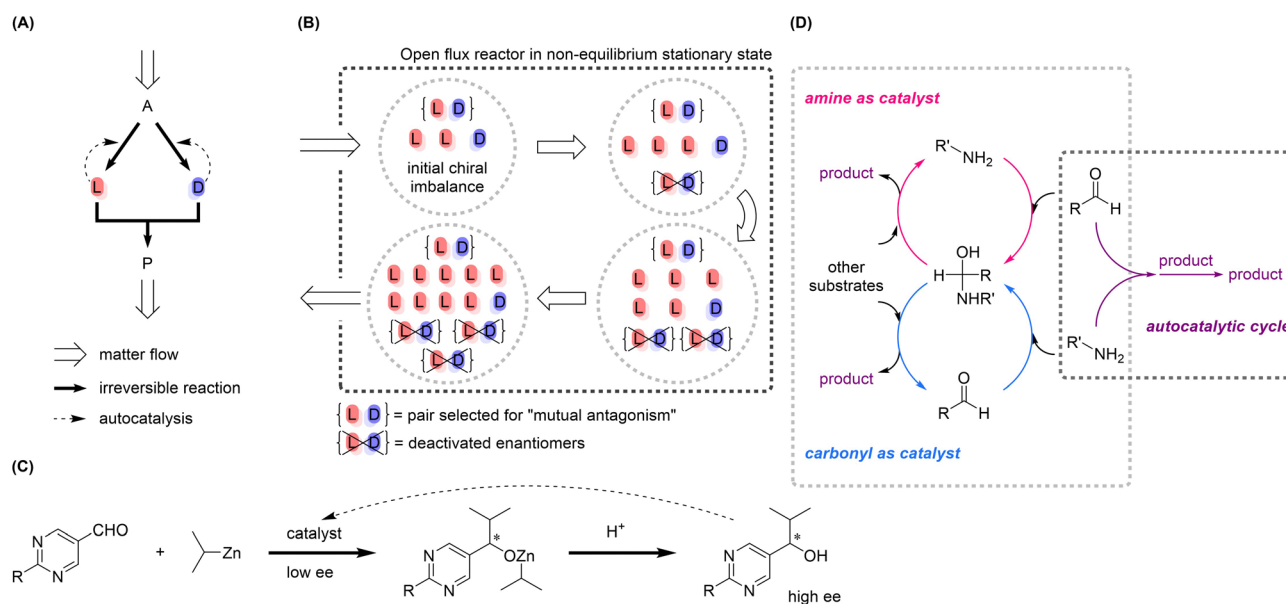 (A)
A
L
D
P
matter flow
irreversible reaction
autocatalysis
(B)
Open flux reactor in non-equilibrium stationary state
{ L D }
L L D
initial chiral
imbalance
{ L D }
L L L D
{ L D }
{ L D }
L L L
L L D
{ L D } { L D }
{ L D }
L L L L L
L L L L D
{ L D } { L D }
{ L D }
{ L D } = pair selected for "mutual antagonism"
{ L D } = deactivated enantiomers
(C)
R
N
N
CHO
+
Zn
catalyst
low ee
R
N
N
*
OZn
H+
R
N
N
*
OH
high ee
(D)
amine as catalyst
R'
NH2
product
O
R
H
other
substrates
OH
H
R
NHR'
product
product
autocatalytic cycle
R'
NH2
product
O
R
H
carbonyl as catalyst